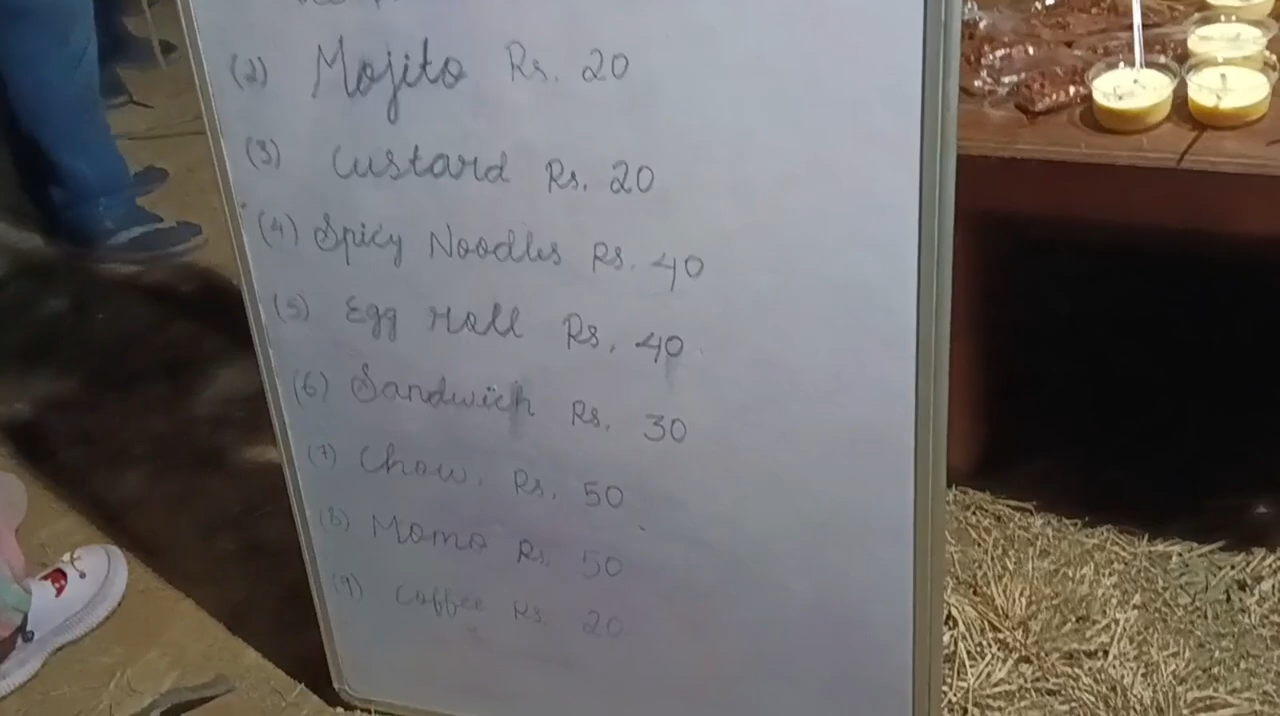 (2) Mojito Rs. 20
(3) Custard Rs. 20
(4) Spicy Noodles Rs. 40
(5) Egg Roll Rs. 40
(6) Sandwich Rs. 30
(7) Chow. Rs. 50
(8) Momo Rs. 50
(9) Coffee Rs 20